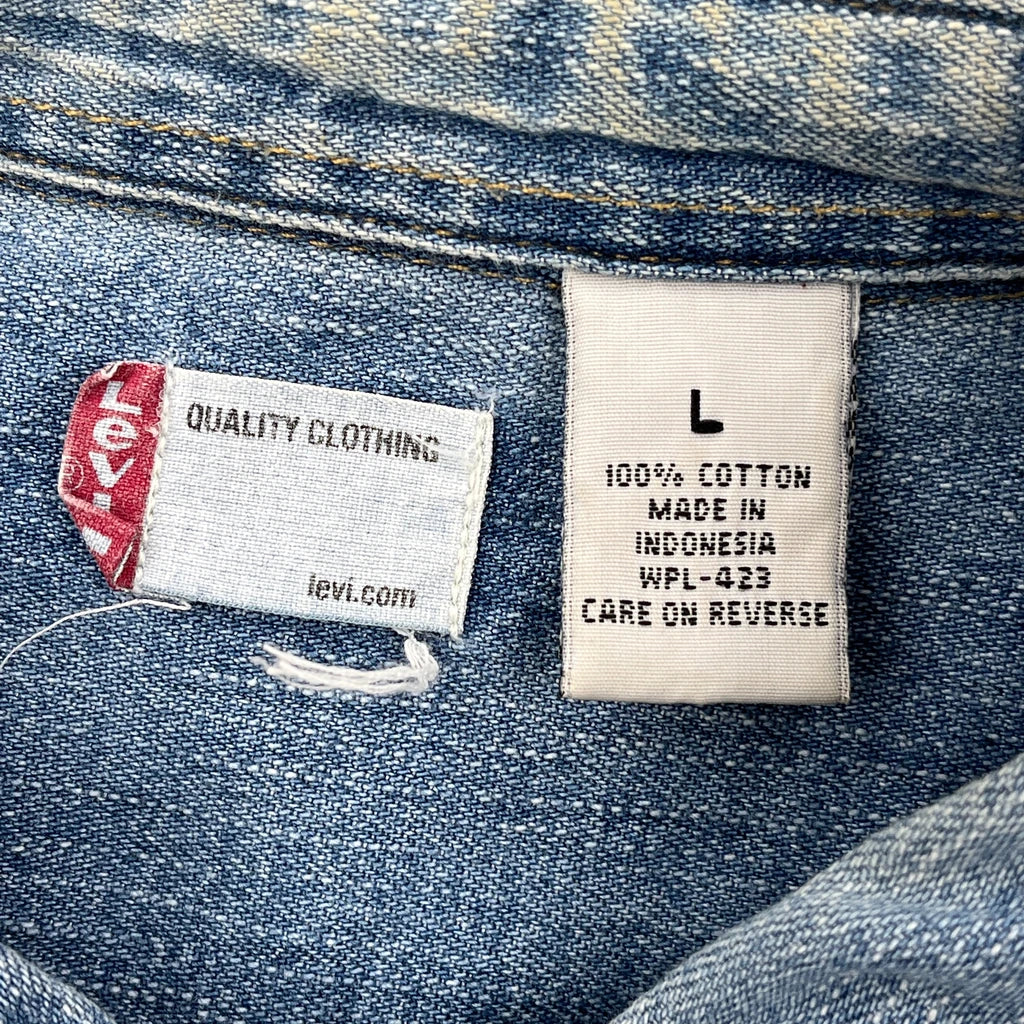 Levi's
®
QUALITY CLOTHING
levi.com
L
100% COTTON
MADE IN
INDONESIA
WPL-423
CARE ON REVERSE